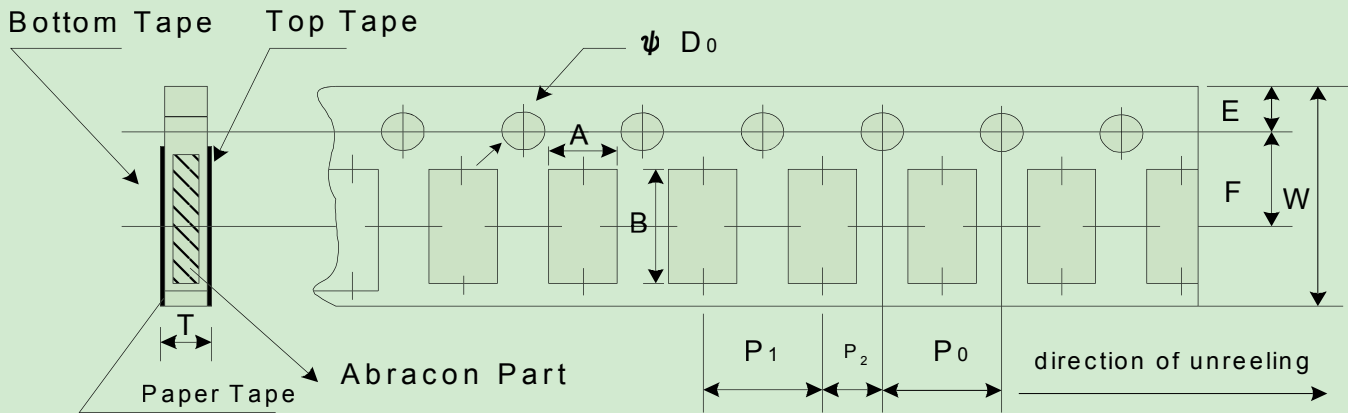 Bottom Tape
Top Tape
ψ D0
E
A
F
W
B
T
P1
P2
P0
direction of unreeling
Abracon Part
Paper Tape